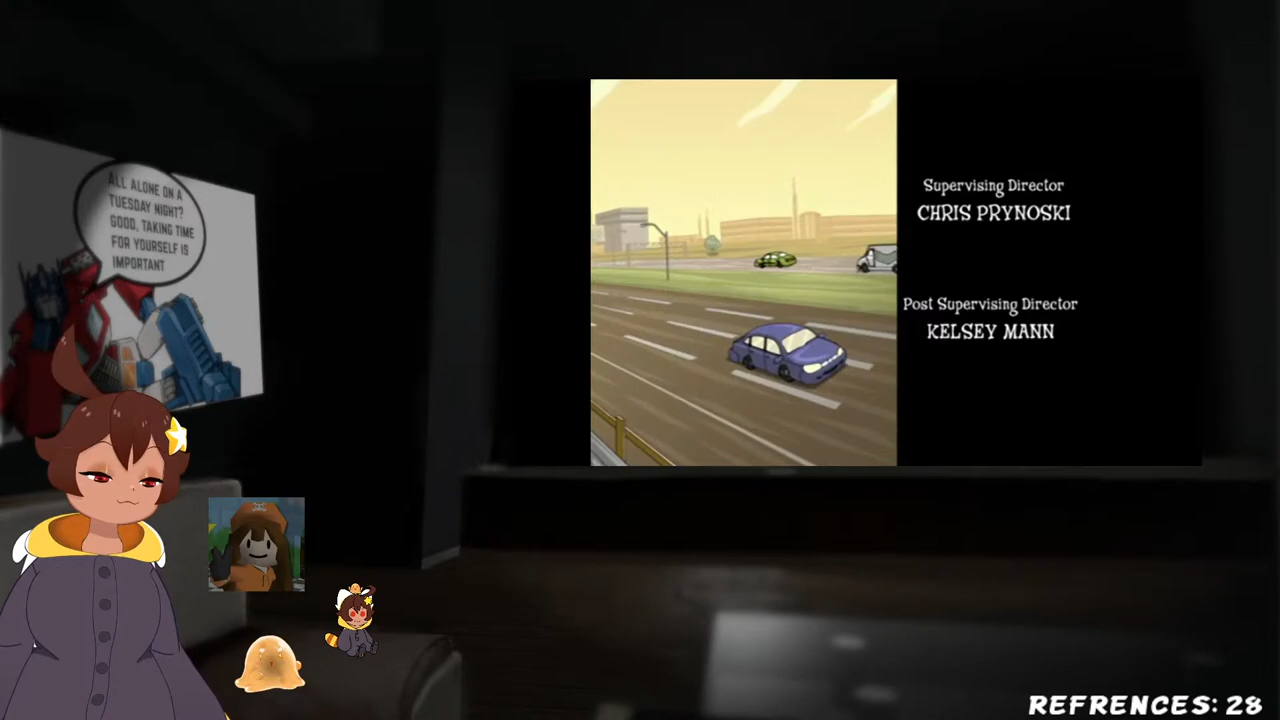 ALL ALONE ON A
TUESDAY NIGHT?
GOOD, TAKING TIME
FOR YOURSELF IS
IMPORTANT
Supervising Director
CHRIS PRYNOSKI
Post Supervising Director
KELSEY MANN
REFRENCES: 28